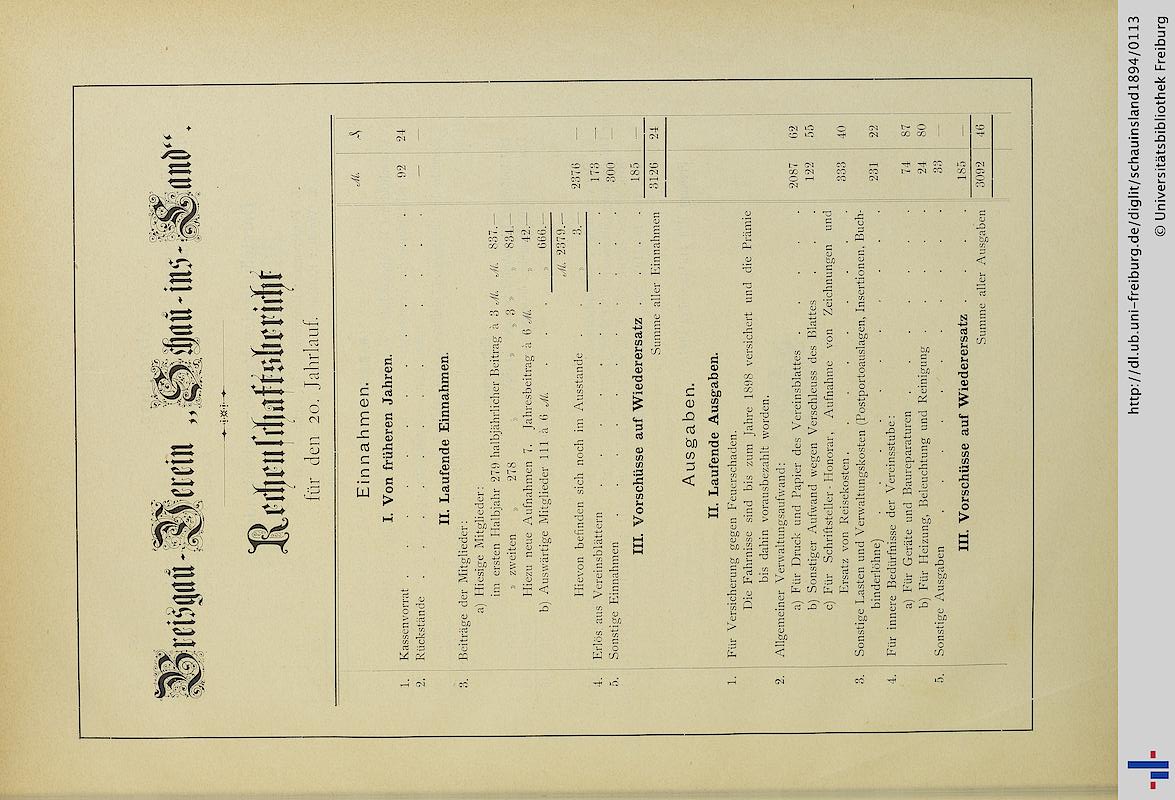 Breisgau-Verein „Schau-ins-Land“.
Rechenschaftsbericht
für den 20. Jahrlauf.
ℳ. ₰
Einnahmen.
I. Von früheren Jahren.
1. Kassenvorrat . . . . . . . . . 92 24
2. Rückstände . . . . . . . . . — —
II. Laufende Einnahmen.
3. Beiträge der Mitglieder:
a) Hiesige Mitglieder:
im ersten Halbjahr 279 halbjährlicher Beitrag à 3 ℳ. ℳ. 837.—
» zweiten » 278 » » » 3 » » 834.—
Hiezu neue Aufnahmen 7. Jahresbeitrag à 6 ℳ. » 42.—
b) Auswärtige Mitglieder 111 à 6 ℳ. . . » 666.—
ℳ. 2379.—
Hievon befinden sich noch im Ausstande . . » 3.— 2376 —
4. Erlös aus Vereinsblättern . . . . . . . 173 —
5. Sonstige Einnahmen . . . . . . . 300 —
III. Vorschüsse auf Wiederersatz . . . 185 —
Summe aller Einnahmen 3126 24
Ausgaben.
II. Laufende Ausgaben.
1. Für Versicherung gegen Feuerschaden.
Die Fahrnisse sind bis zum Jahre 1898 versichert und die Prämie
bis dahin vorausbezahlt worden.
2. Allgemeiner Verwaltungsaufwand:
a) Für Druck und Papier des Vereinsblattes . . . 2087 62
b) Sonstiger Aufwand wegen Verschleuss des Blattes . . 122 55
c) Für Schriftsteller-Honorar, Aufnahme von Zeichnungen und
Ersatz von Reisekosten . . . . . . 333 40
3. Sonstige Lasten und Verwaltungskosten (Postportoauslagen, Insertionen, Buch-
binderlöhne) . . . . . . . . 231 22
4. Für innere Bedürfnisse der Vereinsstube:
a) Für Geräte und Baureparaturen . . . . 74 87
b) Für Heizung, Beleuchtung und Reinigung . . . 24 80
5. Sonstige Ausgaben . . . . . . . . 33 —
III. Vorschüsse auf Wiederersatz . . . 185 —
Summe aller Ausgaben 3092 46
http://dl.ub.uni-freiburg.de/diglit/schauinsland1894/0113
© Universitätsbibliothek Freiburg